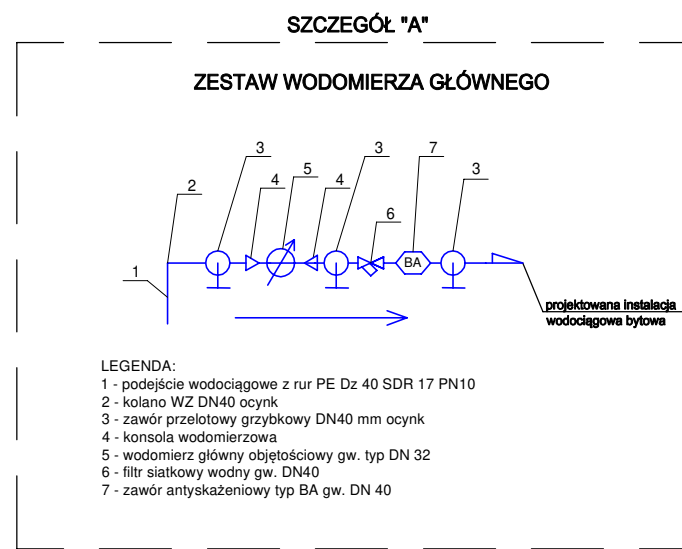 SZCZEGÓŁ "A"
ZESTAW WODOMIERZA GŁÓWNEGO
3 5 4 3 7 3
2 4 6
1
BA
projektowana instalacja
wodociągowa bytowa
LEGENDA:
1 - podejście wodociągowe z rur PE Dz 40 SDR 17 PN10
2 - kolano WZ DN40 ocynk
3 - zawór przelotowy grzybkowy DN40 mm ocynk
4 - konsola wodomierzowa
5 - wodomierz główny objętościowy gw. typ DN 32
6 - filtr siatkowy wodny gw. DN40
7 - zawór antyskażeniowy typ BA gw. DN 40